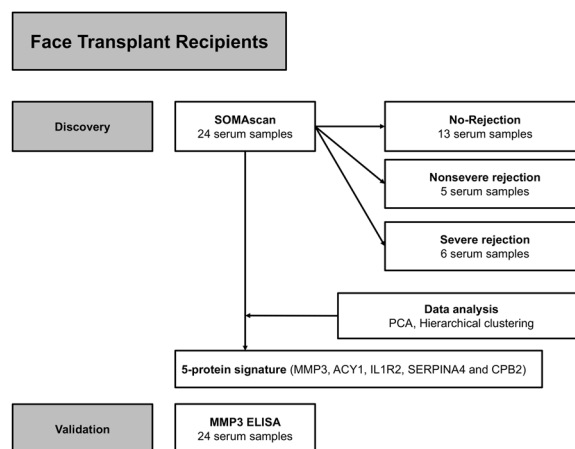 Face Transplant Recipients
Discovery
SOMAscan
24 serum samples
No-Rejection
13 serum samples
Nonsevere rejection
5 serum samples
Severe rejection
6 serum samples
Data analysis
PCA, Hierarchical clustering
5-protein signature (MMP3, ACY1, IL1R2, SERPINA4 and CPB2)
Validation
MMP3 ELISA
24 serum samples